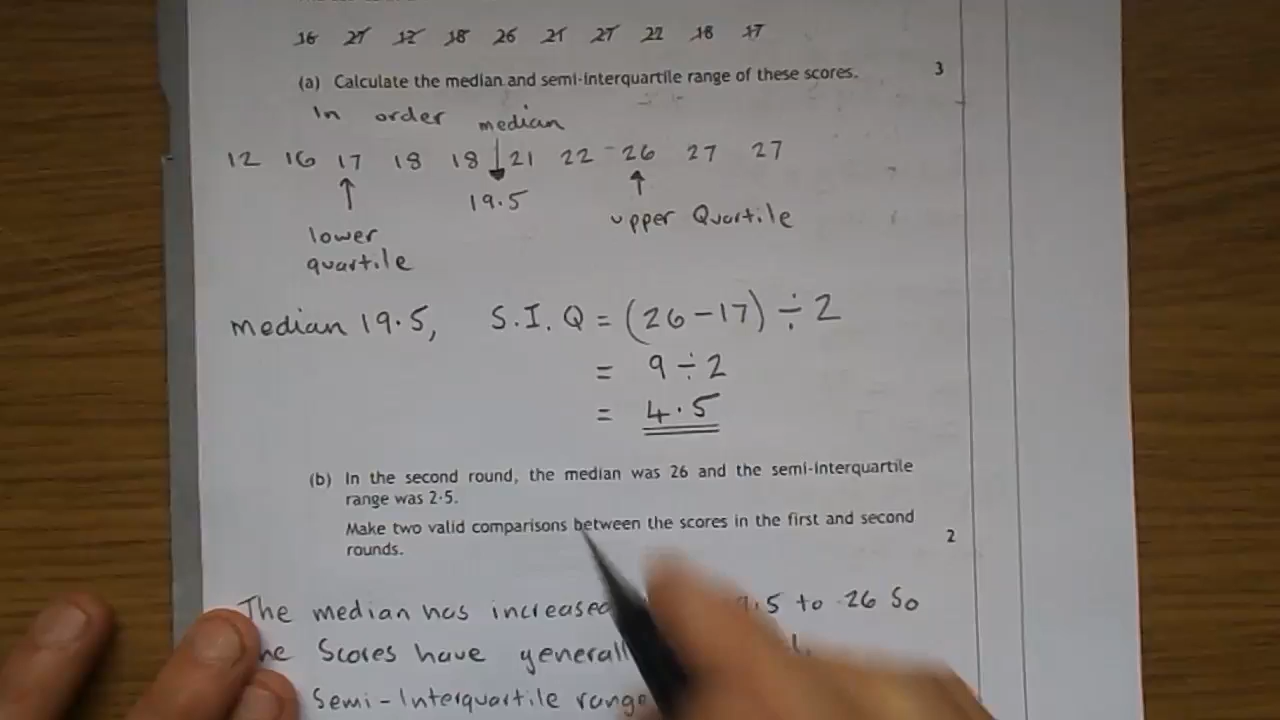 16 27 12 18 26 21 27 22 18 17
(a) Calculate the median and semi-interquartile range of these scores. 3
In order median
12 16 17 18 18 21 22 26 27 27
19.5
upper Quartile
lower
quartile
median 19.5, S.I.Q = (26-17) ÷ 2
= 9 ÷ 2
= 4.5
(b) In the second round, the median was 26 and the semi-interquartile
range was 2·5.
Make two valid comparisons between the scores in the first and second
rounds. 2
The median has increased 9.5 to 26 So
Scores have
Semi-Interquartile range